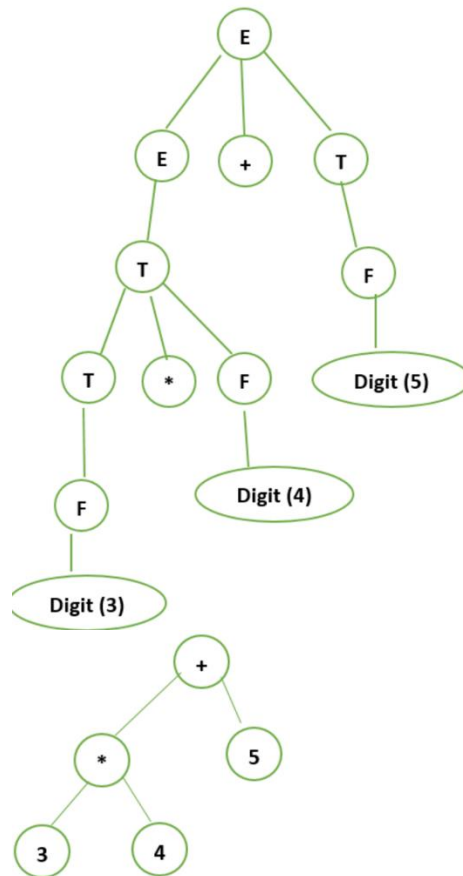 E
E + T
T
F
T * F
Digit (5)
Digit (4)
F
Digit (3)
+
* 5
3 4